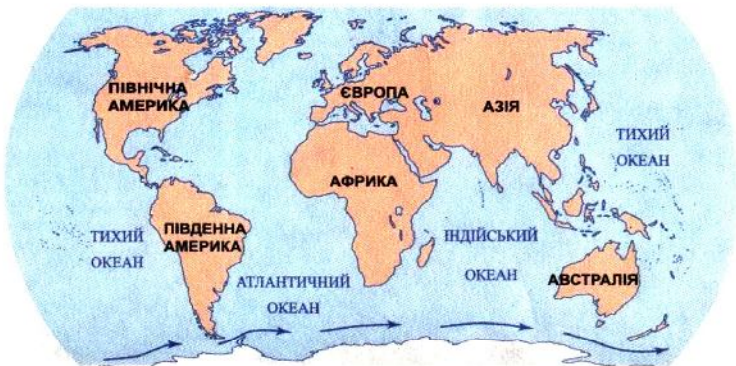 ПІВНІЧНА
АМЕРИКА
ЄВРОПА
АЗІЯ
ТИХИЙ
ОКЕАН
АФРИКА
ПІВДЕННА
АМЕРИКА
ТИХИЙ
ОКЕАН
ІНДІЙСЬКИЙ
ОКЕАН
АТЛАНТИЧНИЙ
ОКЕАН
АВСТРАЛІЯ